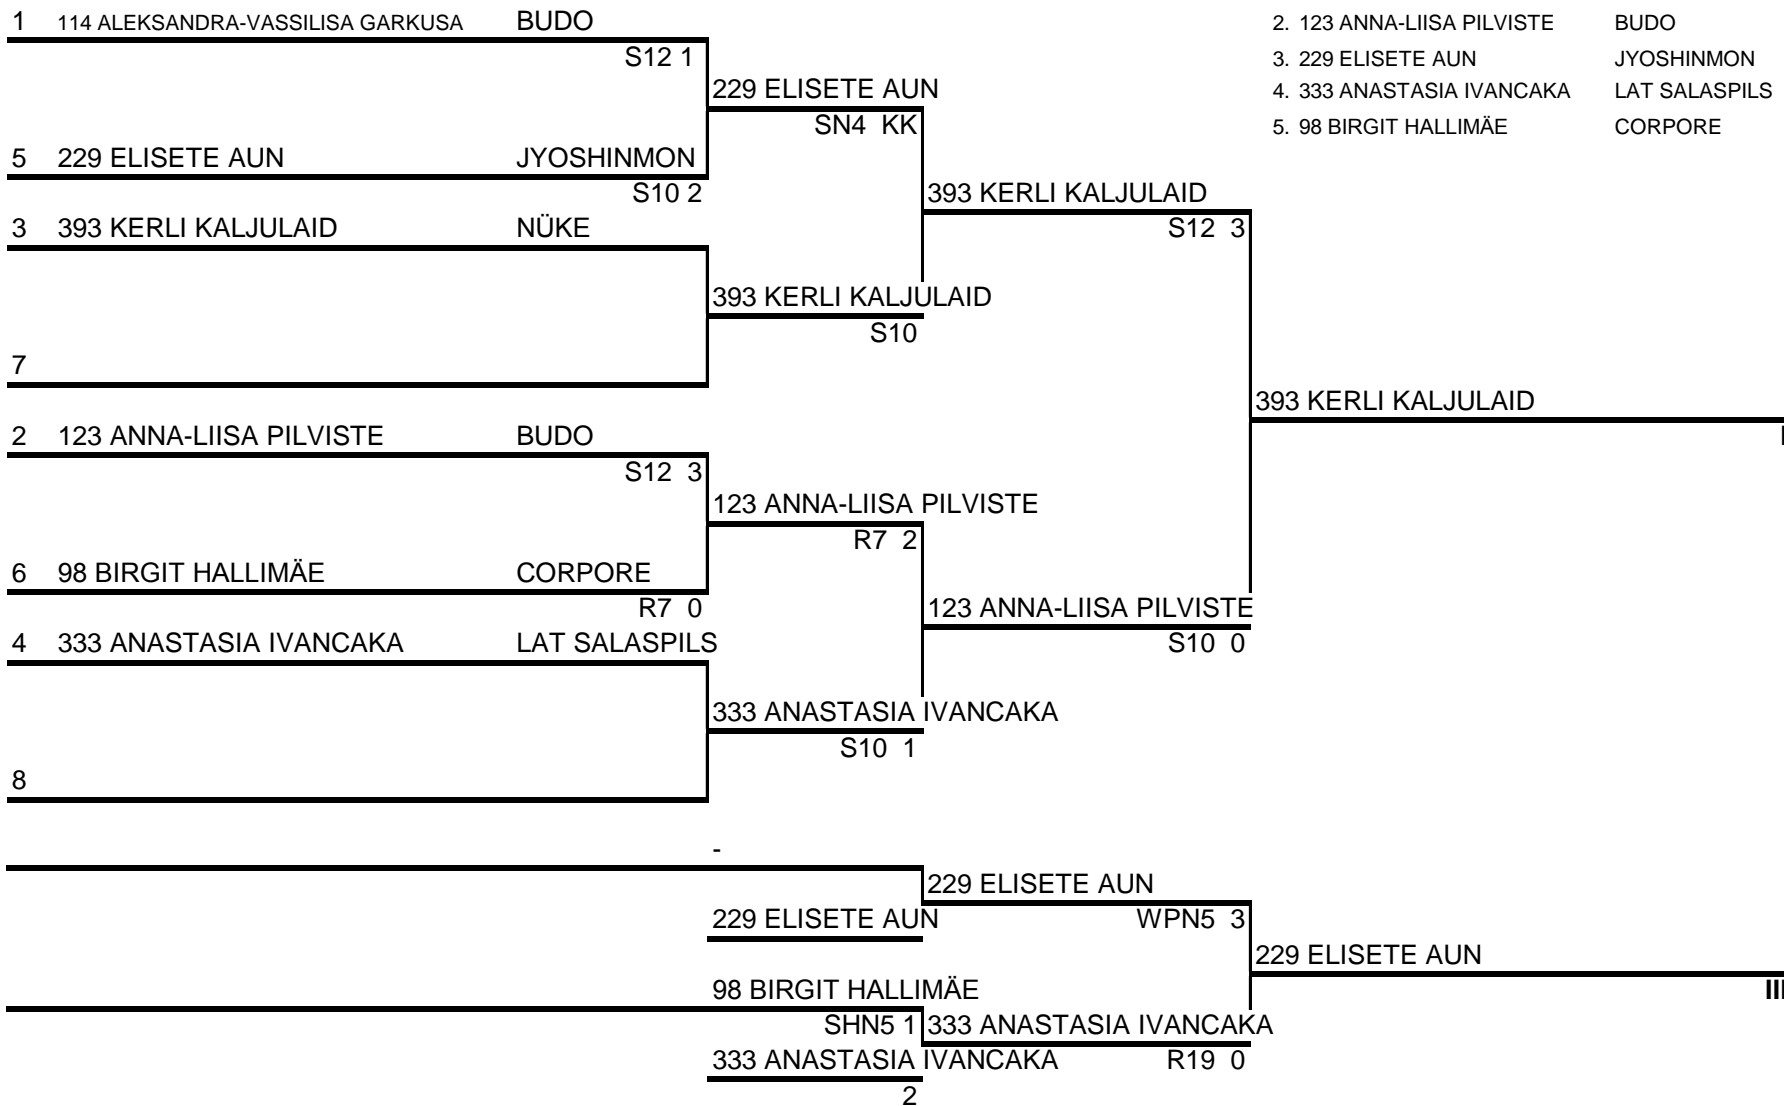 1 114 ALEKSANDRA-VASSILISA GARKUSA BUDO
2. 123 ANNA-LIISA PILVISTE BUDO
S12 1
3. 229 ELISETE AUN JYOSHINMON
229 ELISETE AUN
4. 333 ANASTASIA IVANCAKA LAT SALASPILS
SN4 KK
5. 98 BIRGIT HALLIMÄE CORPORE
5 229 ELISETE AUN JYOSHINMON
S10 2
393 KERLI KALJULAID
3 393 KERLI KALJULAID NÜKE
S12 3
393 KERLI KALJULAID
S10
7
393 KERLI KALJULAID
2 123 ANNA-LIISA PILVISTE BUDO
S12 3
123 ANNA-LIISA PILVISTE
R7 2
6 98 BIRGIT HALLIMÄE CORPORE
R7 0
123 ANNA-LIISA PILVISTE
4 333 ANASTASIA IVANCAKA LAT SALASPILS
S10 0
333 ANASTASIA IVANCAKA
S10 1
8
-
229 ELISETE AUN
229 ELISETE AUN
WPN5 3
229 ELISETE AUN
98 BIRGIT HALLIMÄE
III
SHN5 1
333 ANASTASIA IVANCAKA
333 ANASTASIA IVANCAKA
R19 0
2